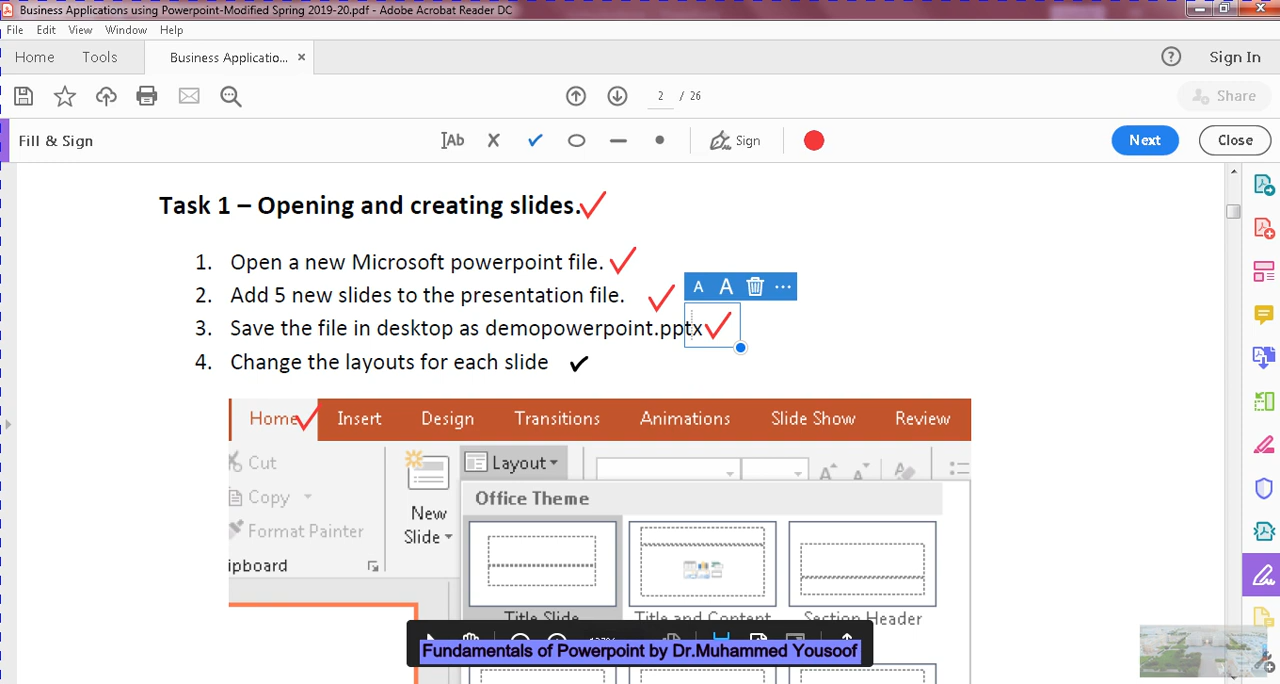 Business Applications using Powerpoint-Modified Spring 2019-20.pdf - Adobe Acrobat Reader DC
File Edit View Window Help
Home Tools Business Applicatio... ×
Sign In
2 / 26
Share
Fill & Sign
Ab
Sign
Next
Close
Task 1 – Opening and creating slides.
1. Open a new Microsoft powerpoint file.
2. Add 5 new slides to the presentation file.
A A
3. Save the file in desktop as demopowerpoint.pptx
4. Change the layouts for each slide
Home Insert Design Transitions Animations Slide Show Review
Cut
Copy
Format Painter
ipboard
New
Slide
Layout
Office Theme
Title Slide Title and Content Section Header
Fundamentals of Powerpoint by Dr.Muhammed Yousoof